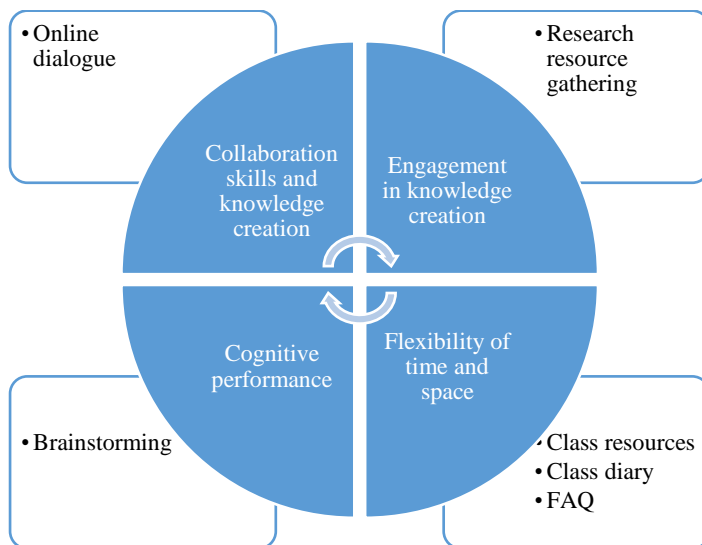 • Online
dialogue
• Research
resource
gathering
Collaboration
skills and
knowledge
creation
Engagement
in knowledge
creation
Cognitive
performance
Flexibility of
time and
space
• Brainstorming
• Class resources
• Class diary
• FAQ